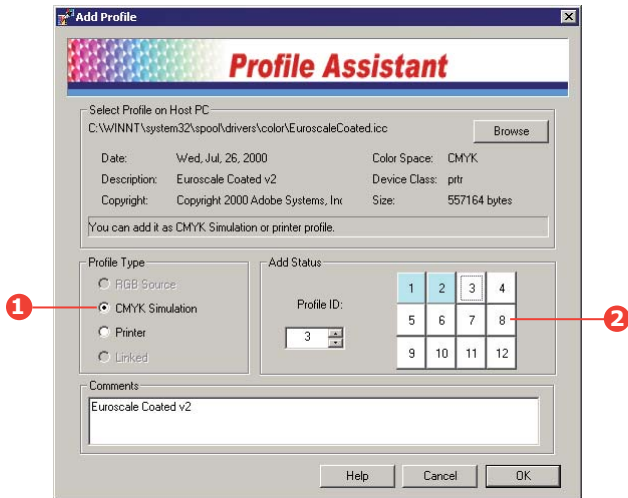 Add Profile
Profile Assistant
Select Profile on Host PC
C:\WINNT\system32\spool\drivers\color\EuroscaleCoated.icc
Browse
Date: Wed, Jul, 26, 2000 Color Space: CMYK
Description: Euroscale Coated v2 Device Class: prtr
Copyright: Copyright 2000 Adobe Systems, Inc Size: 557164 bytes
You can add it as CMYK Simulation or printer profile.
Profile Type
RGB Source
1
CMYK Simulation
Printer
Linked
Add Status
Profile ID:
3
1 2 3 4
5 6 7 8
9 10 11 12
2
Comments
Euroscale Coated v2
Help Cancel OK